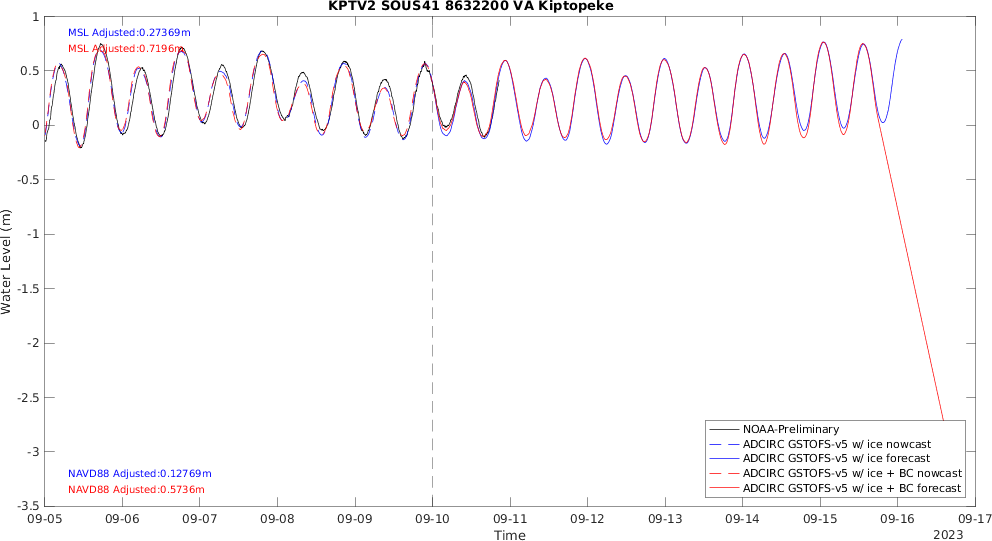 KPTV2 SOUS41 8632200 VA Kiptopeke
MSL Adjusted:0.27369m
MSL Adjusted:0.7196m
1
0.5
0
-0.5
-1
-1.5
-2
-2.5
-3
-3.5
Water Level (m)
NAVD88 Adjusted:0.12769m
NAVD88 Adjusted:0.5736m
NOAA-Preliminary
ADCIRC GSTOFS-v5 w/ ice nowcast
ADCIRC GSTOFS-v5 w/ ice forecast
ADCIRC GSTOFS-v5 w/ ice + BC nowcast
ADCIRC GSTOFS-v5 w/ ice + BC forecast
09-05 09-06 09-07 09-08 09-09 09-10 09-11 09-12 09-13 09-14 09-15 09-16 09-17
Time
2023